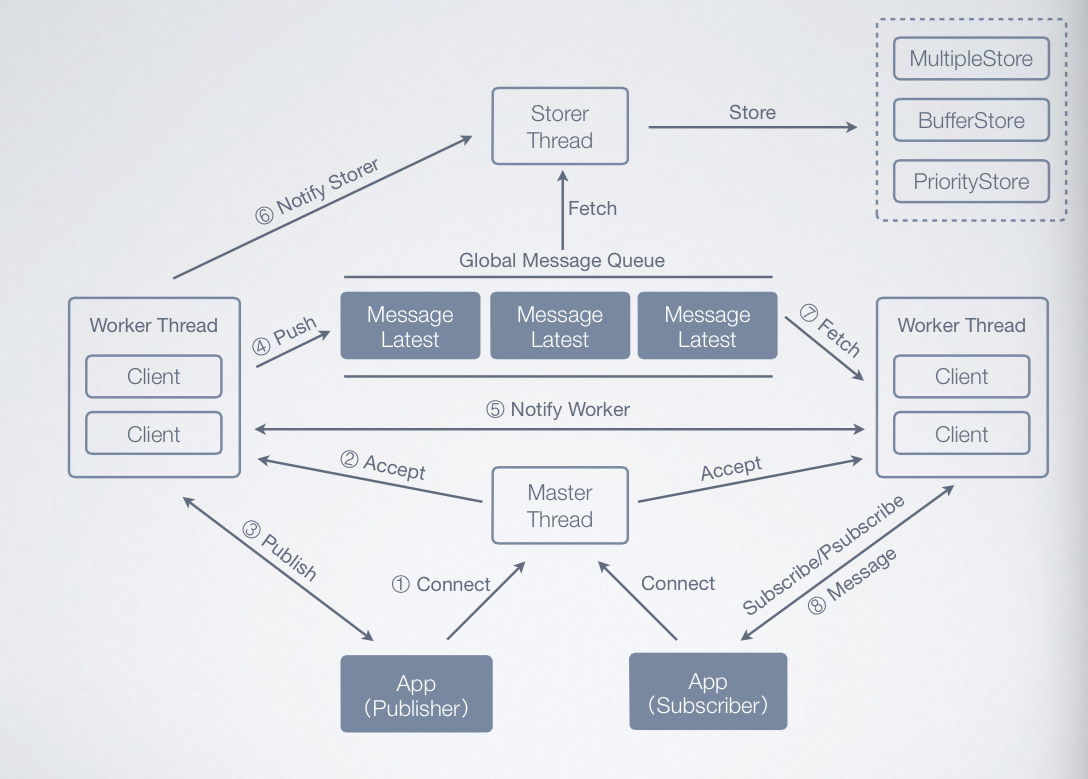 MultipleStore
BufferStore
PriorityStore
Storer
Thread
Store
⑥ Notify Storer
Fetch
Global Message Queue
Message
Latest
Message
Latest
Message
Latest
④ Push
⑦ Fetch
Worker Thread
Client
Client
Worker Thread
Client
Client
⑤ Notify Worker
② Accept
Accept
Master
Thread
③ Publish
① Connect
Connect
Subscribe/Psubscribe
⑧ Message
App
（Publisher）
App
（Subscriber）